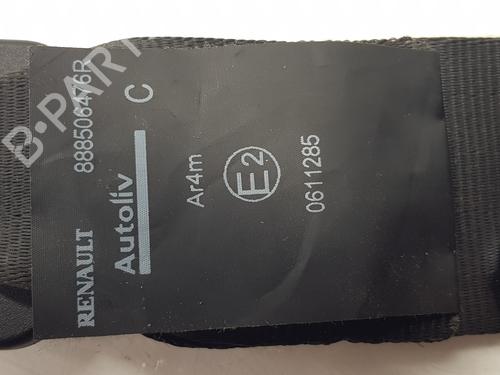 RENAULT 888506476R
Autoliv C
Ar4m
E2
0611285
B-PARTS